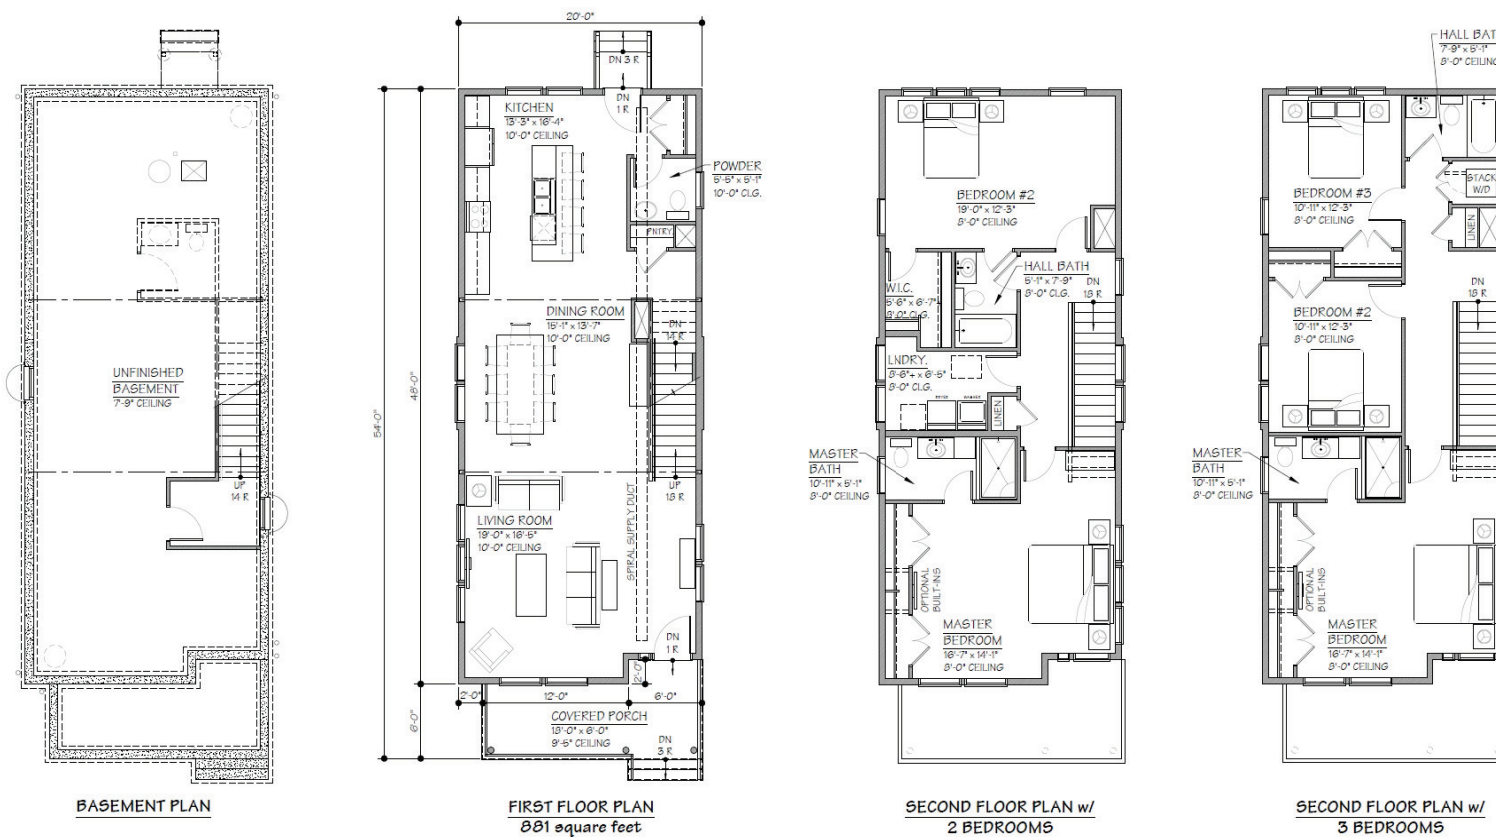 UNFINISHED
BASEMENT
7'-9" CEILING
UP
14 R
BASEMENT PLAN
20'-0"
54'-0"
48'-0"
6'-0"
DN 3 R
DN
1 R
KITCHEN
13'-3" x 16'-4"
10'-0" CEILING
POWDER
5'-5" x 5'-1"
10'-0" CLG.
PNTRY
DINING ROOM
15'-1" x 13'-7"
10'-0" CEILING
DN
14 R
UP
18 R
LIVING ROOM
19'-0" x 16'-5"
10'-0" CEILING
SPIRAL SUPPLY DUCT
DN
1 R
2'-0"
2'-0"
12'-0"
6'-0"
COVERED PORCH
18'-0" x 6'-0"
9'-5" CEILING
DN
3 R
FIRST FLOOR PLAN
881 square feet
BEDROOM #2
19'-0" x 12'-3"
8'-0" CEILING
W.I.C.
5'-6" x 6'-7"
8'-0" CLG.
HALL BATH
5'-1" x 7'-9"
8'-0" CLG.
DN
18 R
LNDRY.
8'-6"+ x 6'-5"
8'-0" CLG.
LINEN
MASTER
BATH
10'-11" x 5'-1"
8'-0" CEILING
OPTIONAL
BUILT-INS
MASTER
BEDROOM
16'-7" x 14'-1"
8'-0" CEILING
SECOND FLOOR PLAN w/
2 BEDROOMS
HALL BAT
7'-9" x 5'-1"
8'-0" CEILING
BEDROOM #3
10'-11" x 12'-3"
8'-0" CEILING
STACK
W/D
LINEN
BEDROOM #2
10'-11" x 12'-3"
8'-0" CEILING
DN
18 R
MASTER
BATH
10'-11" x 5'-1"
8'-0" CEILING
OPTIONAL
BUILT-INS
MASTER
BEDROOM
16'-7" x 14'-1"
8'-0" CEILING
SECOND FLOOR PLAN w/
3 BEDROOMS